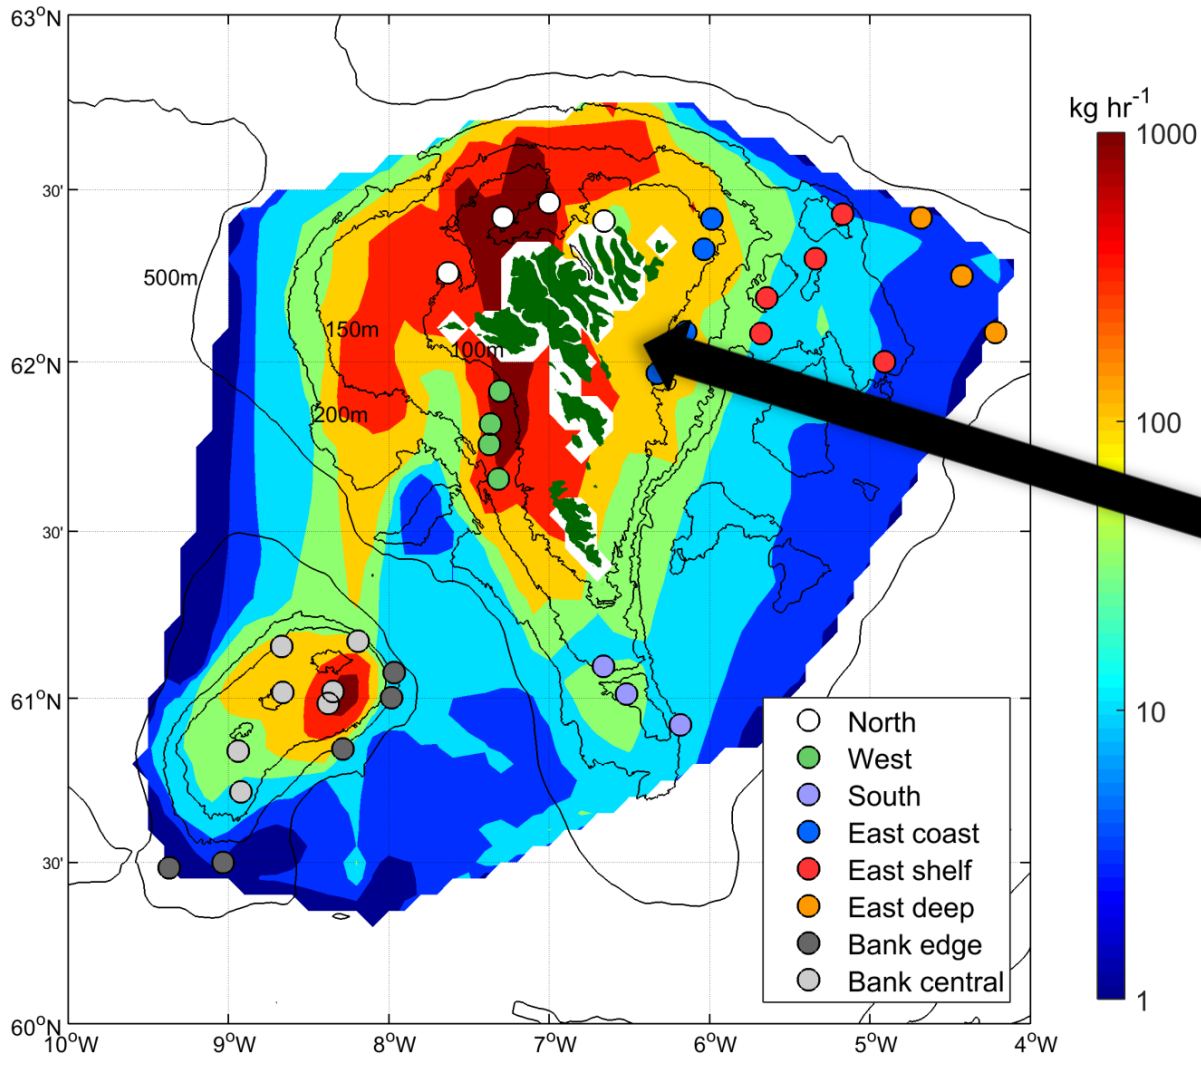 63°N
30'
62°N
30'
61°N
30'
60°N
10°W
9°W
8°W
7°W
6°W
5°W
4°W
500m
150m
100m
200m
kg hr-1
1000
100
10
1
North
West
South
East coast
East shelf
East deep
Bank edge
Bank central